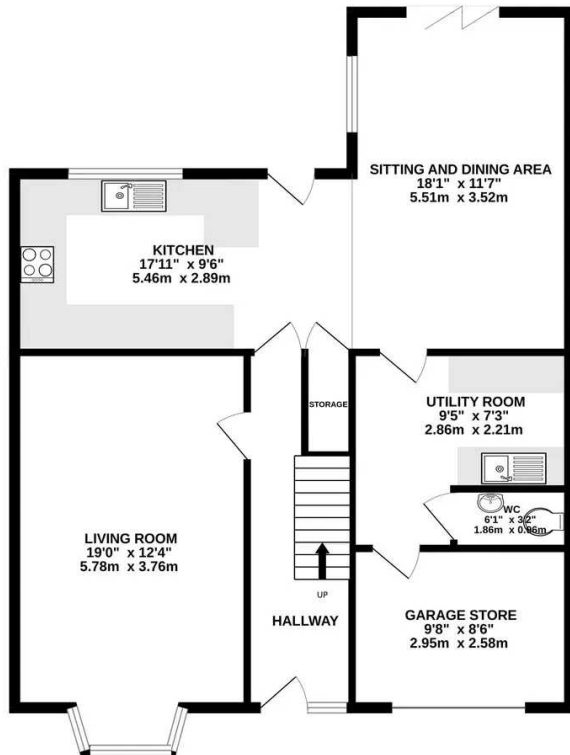 SITTING AND DINING AREA
18'1" x 11'7"
5.51m x 3.52m
KITCHEN
17'11" x 9'6"
5.46m x 2.89m
STORAGE
UTILITY ROOM
9'5" x 7'3"
2.86m x 2.21m
WC
6'1" x 3'2"
1.86m x 0.96m
LIVING ROOM
19'0" x 12'4"
5.78m x 3.76m
UP
HALLWAY
GARAGE STORE
9'8" x 8'6"
2.95m x 2.58m